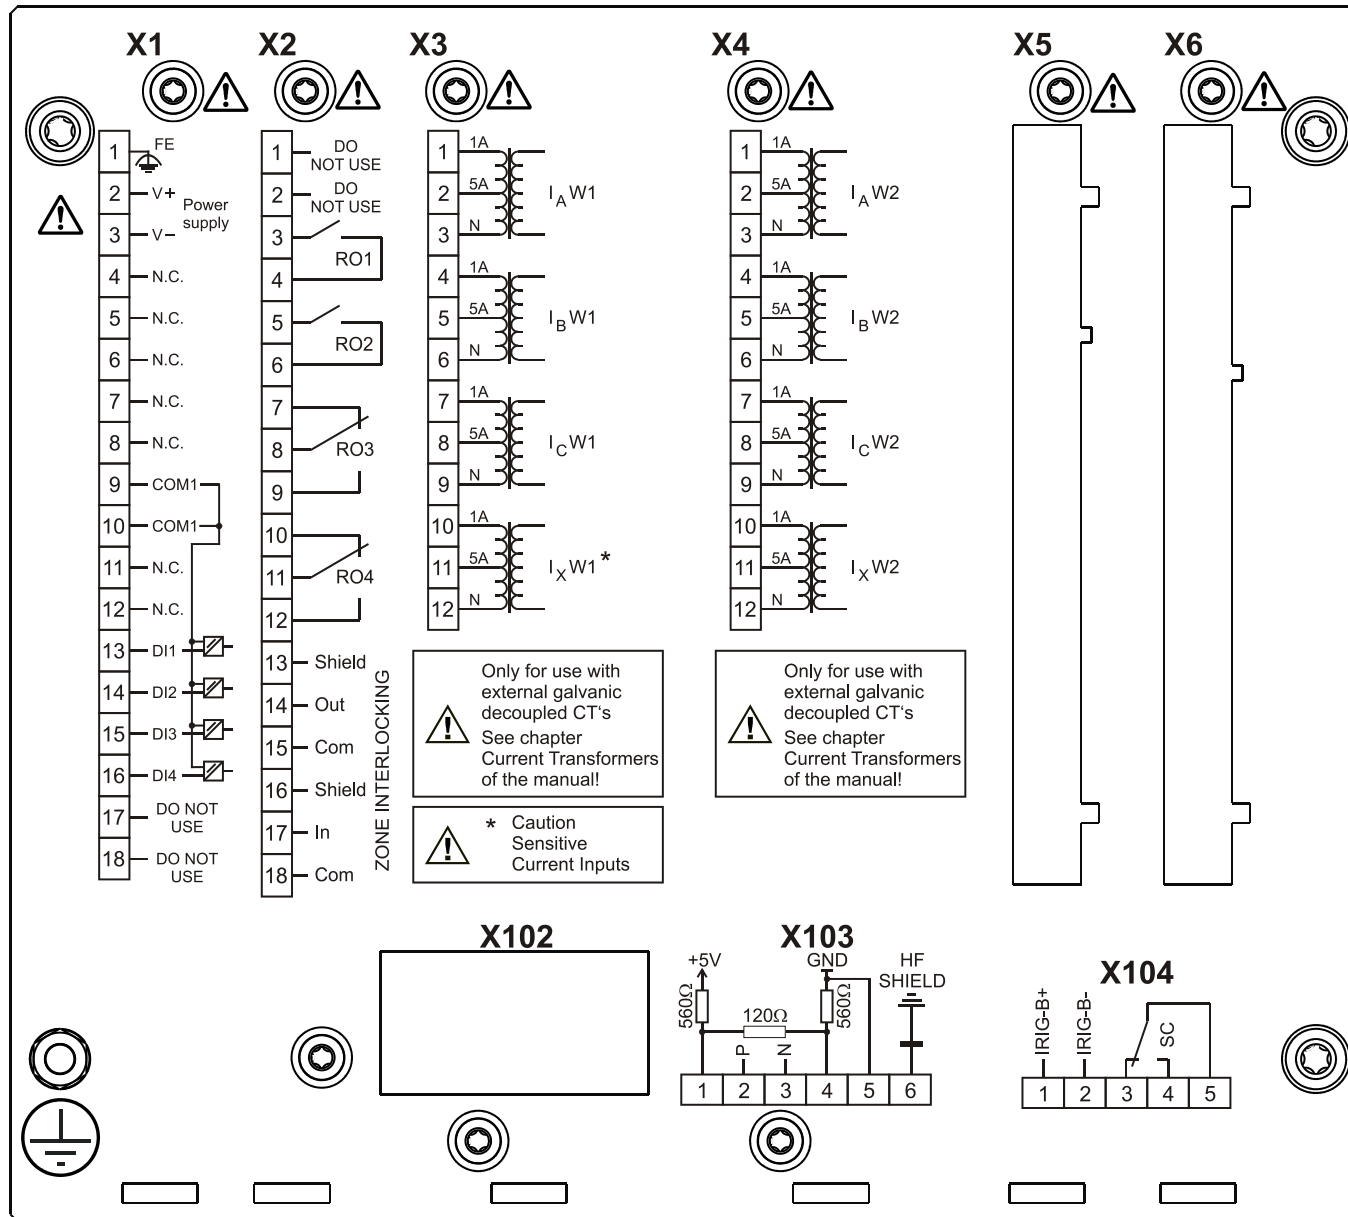 X1
X2
X3
X4
X5
X6
1 FE
2 V+
Power
supply
3 V–
4 N.C.
5 N.C.
6 N.C.
7 N.C.
8 N.C.
9 COM1
10 COM1
11 N.C.
12 N.C.
13 DI1
14 DI2
15 DI3
16 DI4
17 DO NOT
USE
18 DO NOT
USE
1 DO
NOT USE
2 DO
NOT USE
3
RO1
4
5
RO2
6
7
8 RO3
9
10
11 RO4
12
13 Shield
14 Out
15 Com
16 Shield
17 In
18 Com
ZONE INTERLOCKING
1 1A
2 5A IA W1
3 N
4 1A
5 5A IB W1
6 N
7 1A
8 5A IC W1
9 N
10 1A
11 5A IX W1 *
12 N
Only for use with
external galvanic
decoupled CT‘s
See chapter
Current Transformers
of the manual!
* Caution
Sensitive
Current Inputs
1 1A
2 5A IA W2
3 N
4 1A
5 5A IB W2
6 N
7 1A
8 5A IC W2
9 N
10 1A
11 5A IX W2
12 N
Only for use with
external galvanic
decoupled CT‘s
See chapter
Current Transformers
of the manual!
X102
X103
+5V GND HF
SHIELD
560Ω 120Ω 560Ω
P N
1 2 3 4 5 6
X104
IRIG-B+ IRIG-B- SC
1 2 3 4 5